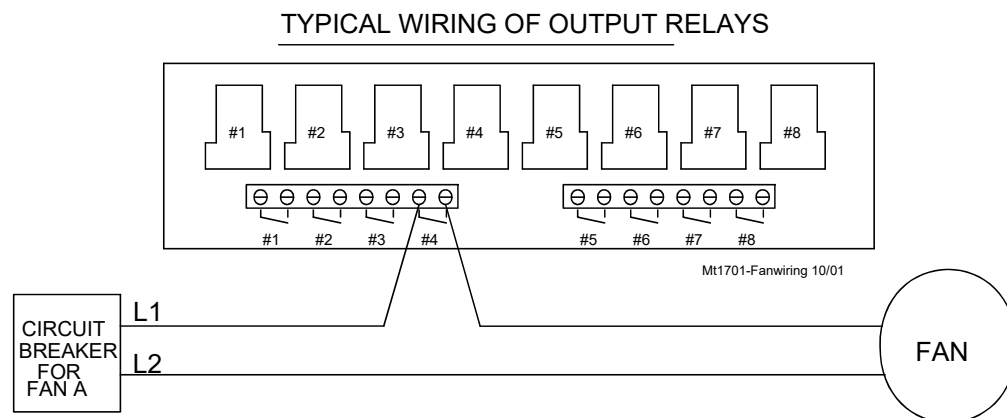 TYPICAL WIRING OF OUTPUT RELAYS
#1 #2 #3 #4 #5 #6 #7 #8
#1 #2 #3 #4 #5 #6 #7 #8
Mt1701-Fanwiring 10/01
L1
CIRCUIT
BREAKER
FOR
FAN A
L2
FAN